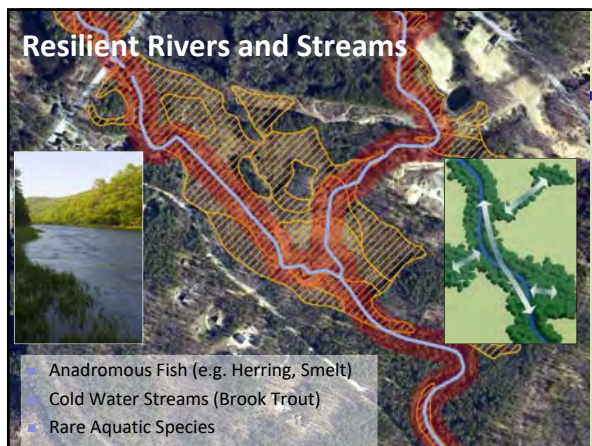 Resilient Rivers and Streams
Anadromous Fish (e.g. Herring, Smelt)
Cold Water Streams (Brook Trout)
Rare Aquatic Species